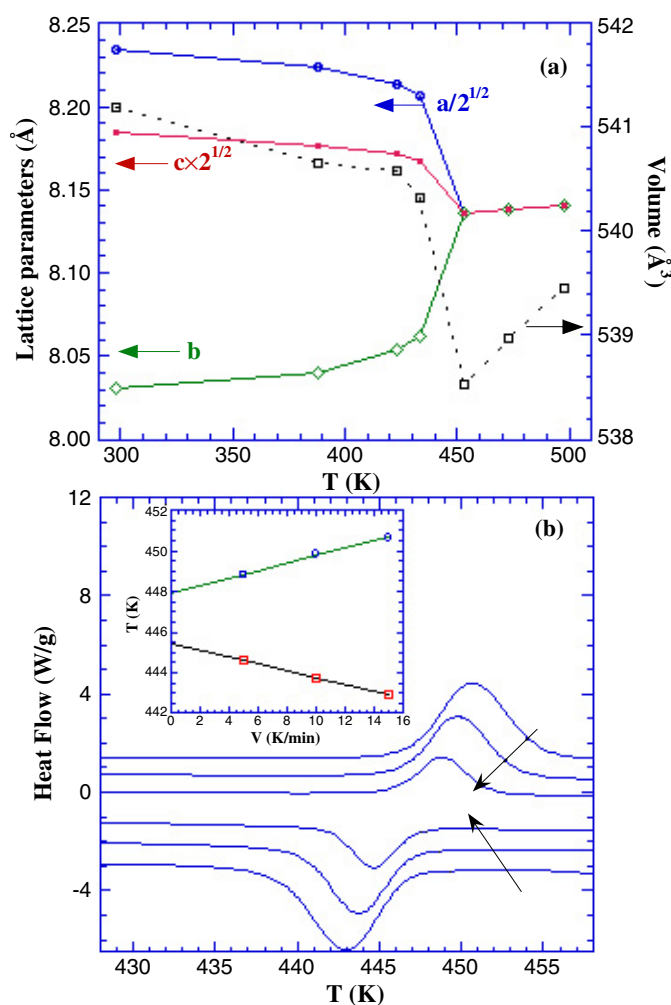 8.25
8.20
8.15
8.10
8.05
8.00
Lattice parameters (Å)
(a)
a/2^{1/2}
c×2^{1/2}
b
542
541
540
539
538
Volume (Å^3)
300 350 400 450 500
T (K)
12
8
4
0
-4
Heat Flow (W/g)
(b)
452
450
448
446
444
442
T (K)
0 2 4 6 8 10 12 14 16
V (K/min)
430 435 440 445 450 455
T (K)